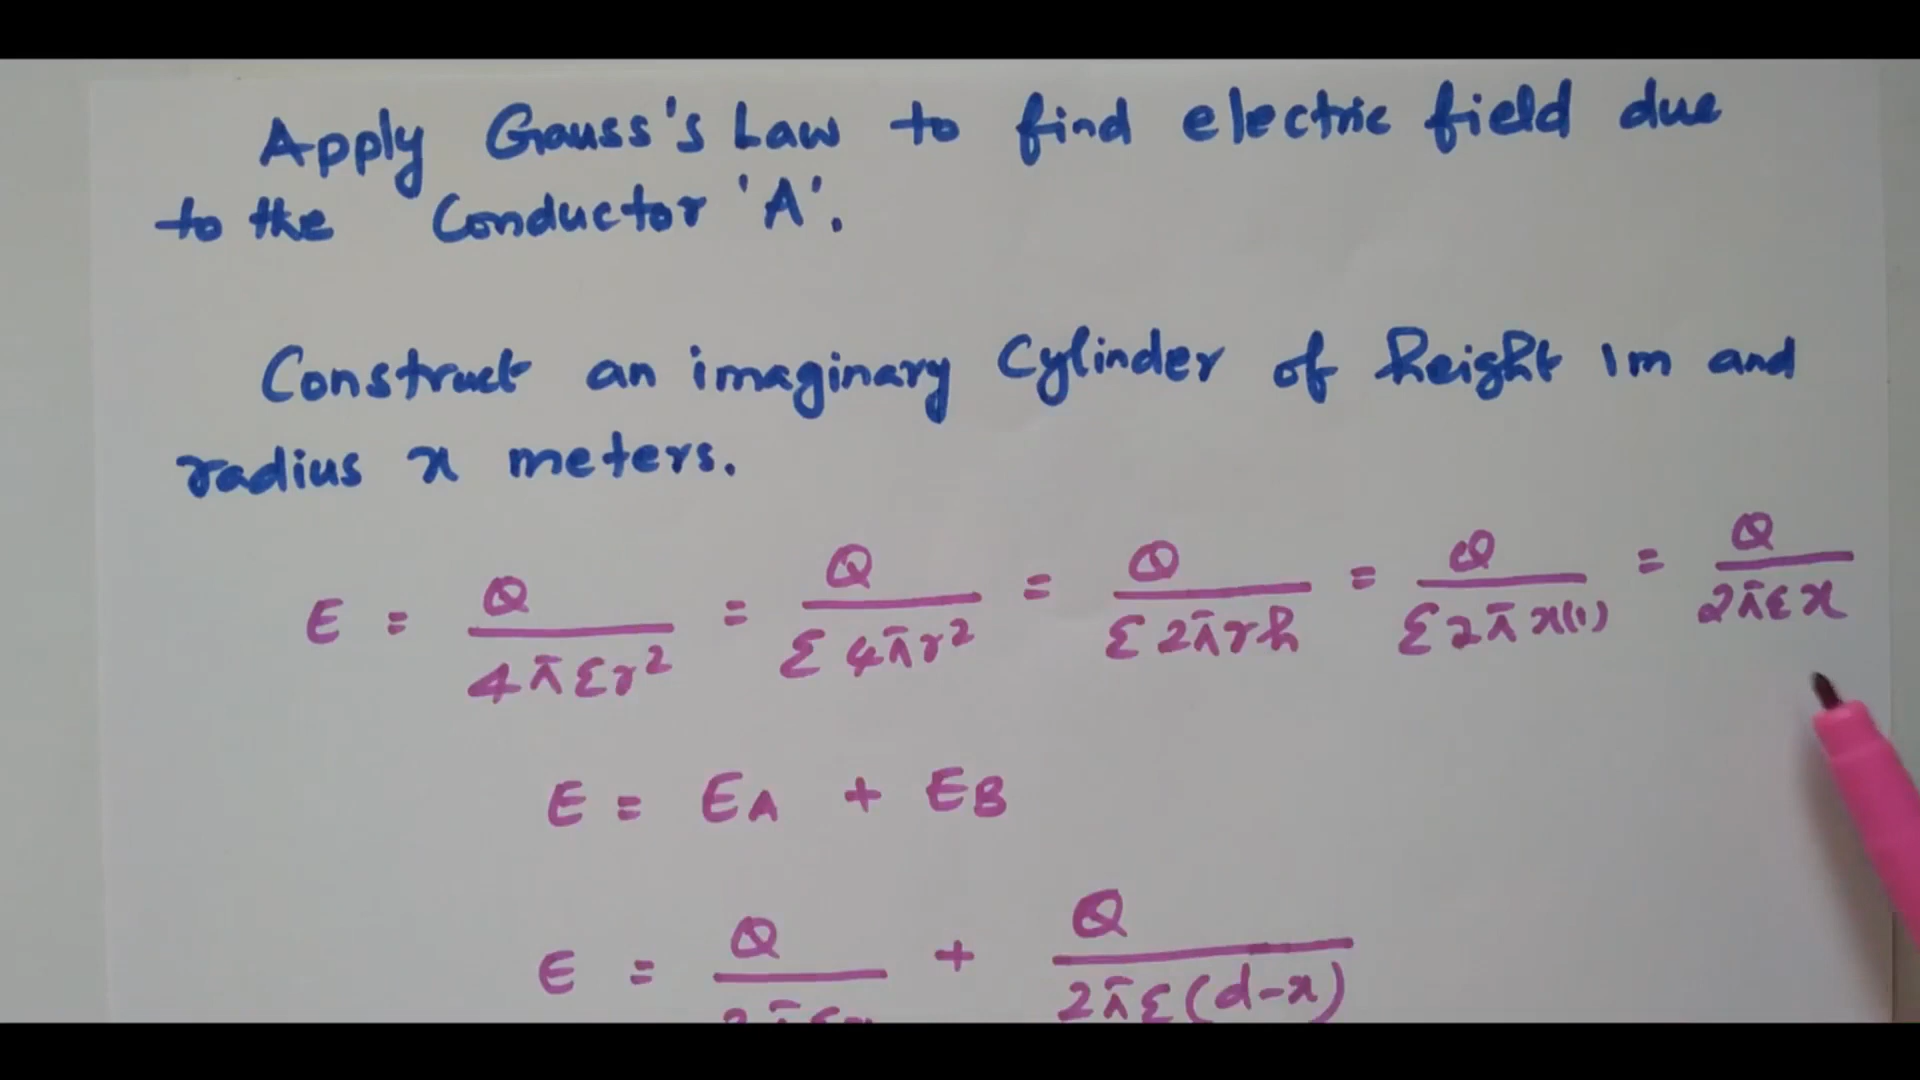 Apply Gauss's Law to find electric field due
to the Conductor 'A'.
Construct an imaginary Cylinder of height 1m and
radius x meters.
E = Q/4πεr² = Q/ε4πr² = Q/ε2πrh = Q/ε2πx(1) = Q/2πεx
E = EA + EB
E = Q/2πεx + Q/2πε(d-x)